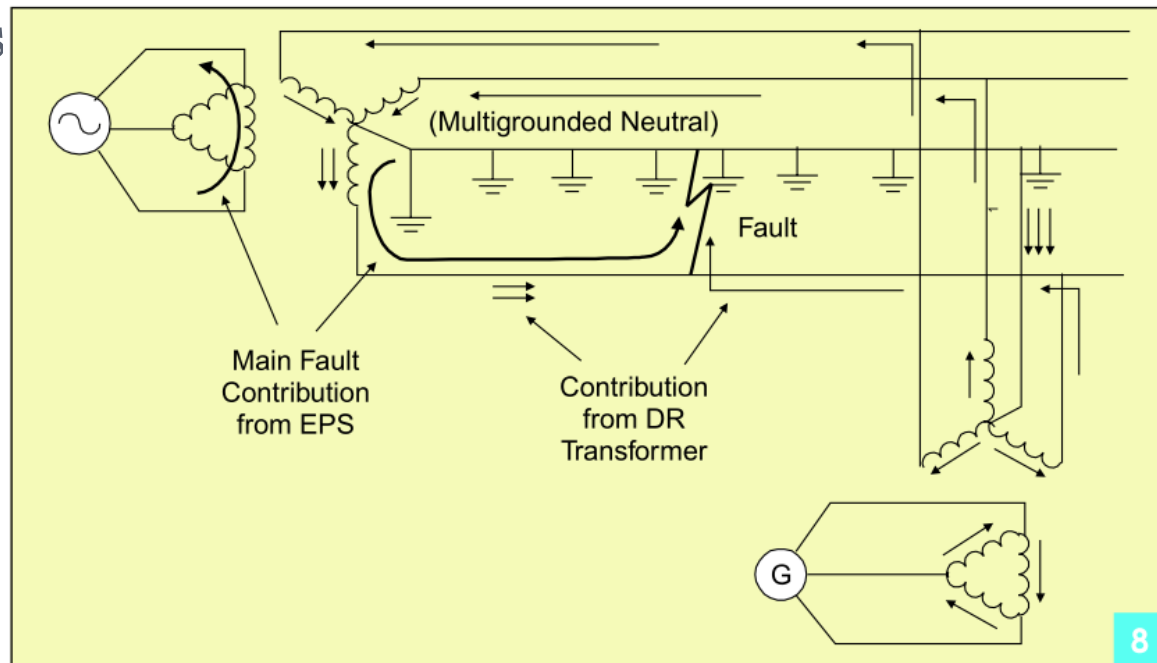 (Multigrounded Neutral)
Fault
Main Fault
Contribution
from EPS
Contribution
from DR
Transformer
G
8